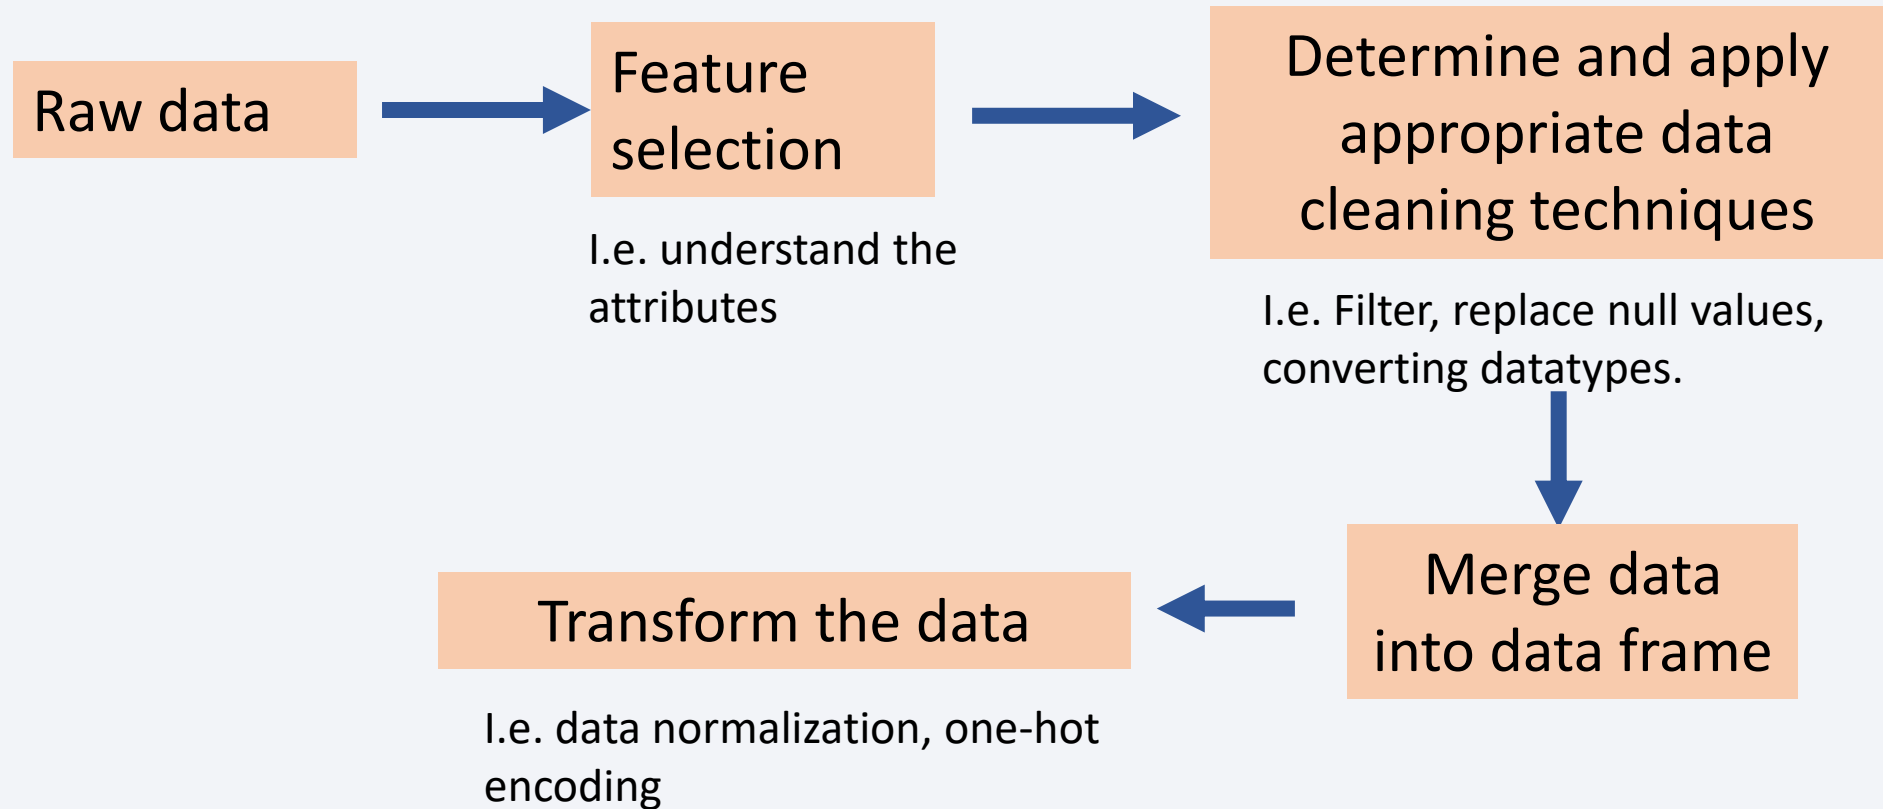 Raw data
Feature
selection
I.e. understand the
attributes
Determine and apply
appropriate data
cleaning techniques
I.e. Filter, replace null values,
converting datatypes.
Merge data
into data frame
Transform the data
I.e. data normalization, one-hot
encoding